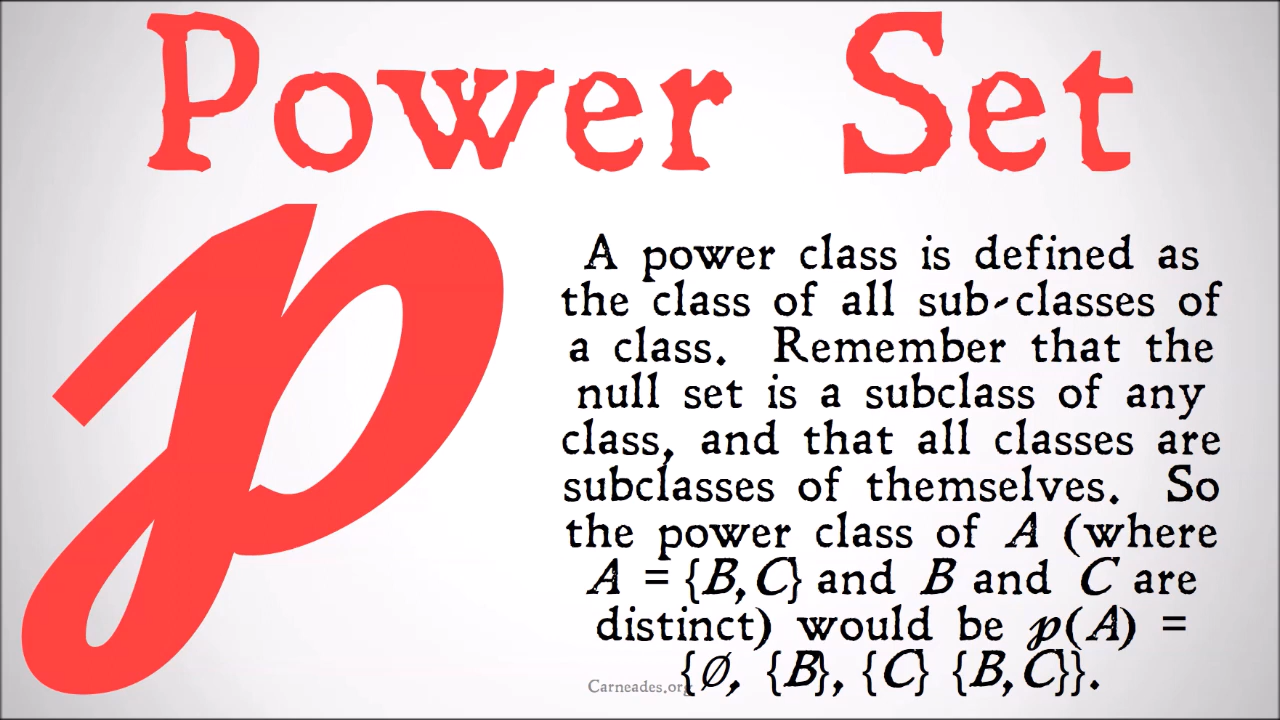 Power Set
p
A power class is defined as
the class of all sub-classes of
a class. Remember that the
null set is a subclass of any
class, and that all classes are
subclasses of themselves. So
the power class of A (where
A = {B,C} and B and C are
distinct) would be p(A) =
{∅, {B}, {C} {B,C}}.
Carneades.org